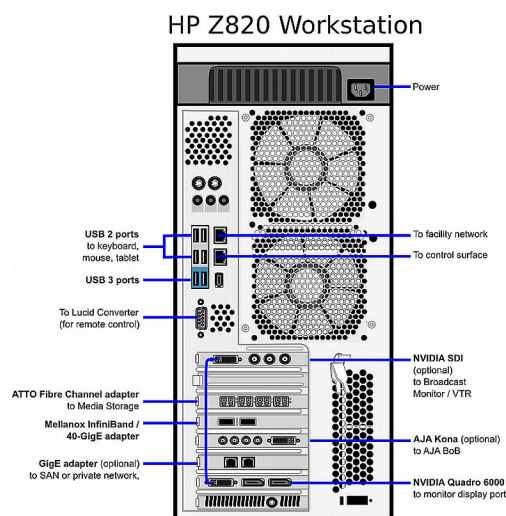 HP Z820 Workstation
Power
USB 2 ports
to keyboard,
mouse, tablet
USB 3 ports
To Lucid Converter
(for remote control)
ATTO Fibre Channel adapter
to Media Storage
Mellanox InfiniBand /
40-GigE adapter
GigE adapter (optional)
to SAN or private network,
To facility network
To control surface
NVIDIA SDI
(optional)
to Broadcast
Monitor / VTR
AJA Kona (optional)
to AJA BoB
NVIDIA Quadro 6000
to monitor display port